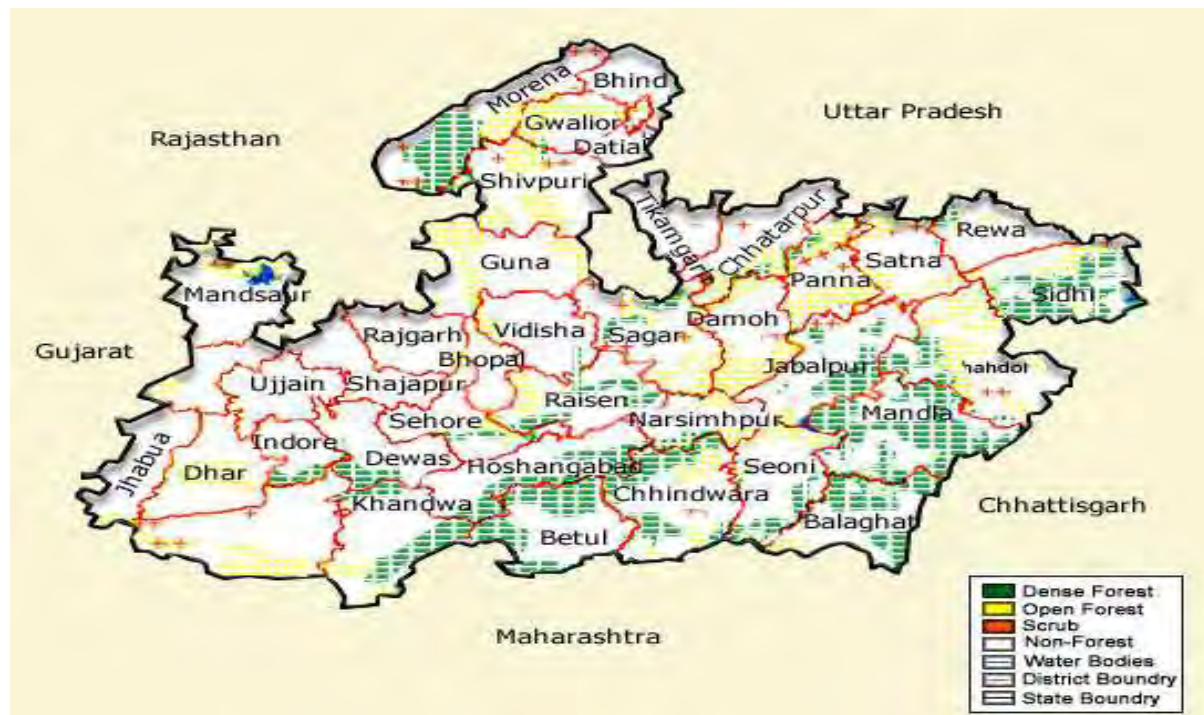 Morena
Bhind
Uttar Pradesh
Rajasthan
Gwalior
Datia
Shivpuri
Tikamgarh
Chhatarpur
Rewa
Guna
Satna
Panna
Sidhi
Mandsaur
Rajgarh
Vidisha
Sagar
Damoh
Gujarat
Bhopal
Jabalpur
hahdol
Ujjain
Shajapur
Raisen
Mandla
Sehore
Narsimhpur
Indore
Jhabua
Dhar
Dewas
Hoshangabad
Seoni
Khandwa
Chhindwara
Chhattisgarh
Betul
Balaghat
Maharashtra
Dense Forest
Open Forest
Scrub
Non-Forest
Water Bodies
District Boundry
State Boundry